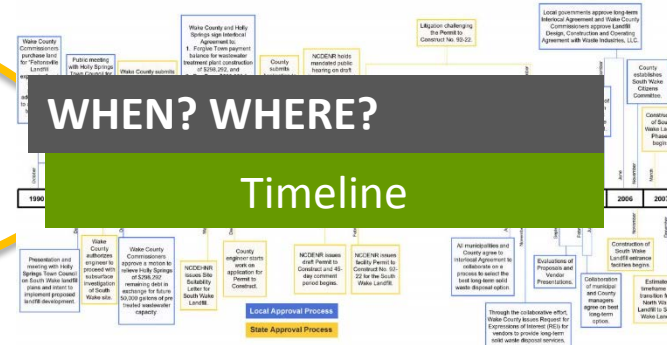 Local governments approve long-term
Interlocal Agreement and Wake County
Commissioners approve Landfill
Design, Construction and Operating
Agreement with Waste Industries, LLC.
Wake County and Holly
Springs sign Interlocal
Agreement to:
1. Forgive Town payment
balance for wastewater
treatment plant construction
of $298,292, and
Litigation challenging
the Permit to
Construct No. 92-22.
Wake County
Commissioners
purchase land
for "Feltonsville
Landfill
Public meeting
with Holly Springs
Town Council for
Wake County submits
County
submits
NCDENR holds
mandated public
hearing on draft
County
establishes
South Wake
Citizens
Committee.
WHEN? WHERE?
Timeline
October
June
November
March
1990
2006
2007
Presentation and
meeting with Holly
Springs Town Council
on South Wake landfill
plans and intent to
implement proposed
landfill development.
Wake
County
authorizes
engineer to
proceed with
subsurface
investigation
of South
Wake site.
Wake County
Commissioners
approve a motion to
relieve Holly Springs
remaining debt in
exchange for future
50,000 gallons of pre
treated wastewater
capacity
NCDEHNR
issues Site
Suitability
Letter for
South Wake
Landfill.
County
engineer starts
work on
application for
Permit to
Construct.
NCDENR issues
draft Permit to
Construct and 45-
day comment
period begins.
NCDENR issues
facility Permit to
Construct No. 92-
22 for the South
Wake Landfill.
All municipalities and
County agree to
Interlocal Agreement to
collaborate on a
process to select the
best long-term solid
waste disposal option.
Through the collaborative effort,
Wake County issues Request for
Expressions of Interest (REI) for
vendors to provide long-term
solid waste disposal services.
Evaluations of
Proposals and
Vendor
Presentations.
Collaboration
of municipal
and County
managers
agree on best
long-term
option.
Construction of
South Wake
Landfill entrance
facilities begins.
Local Approval Process
State Approval Process